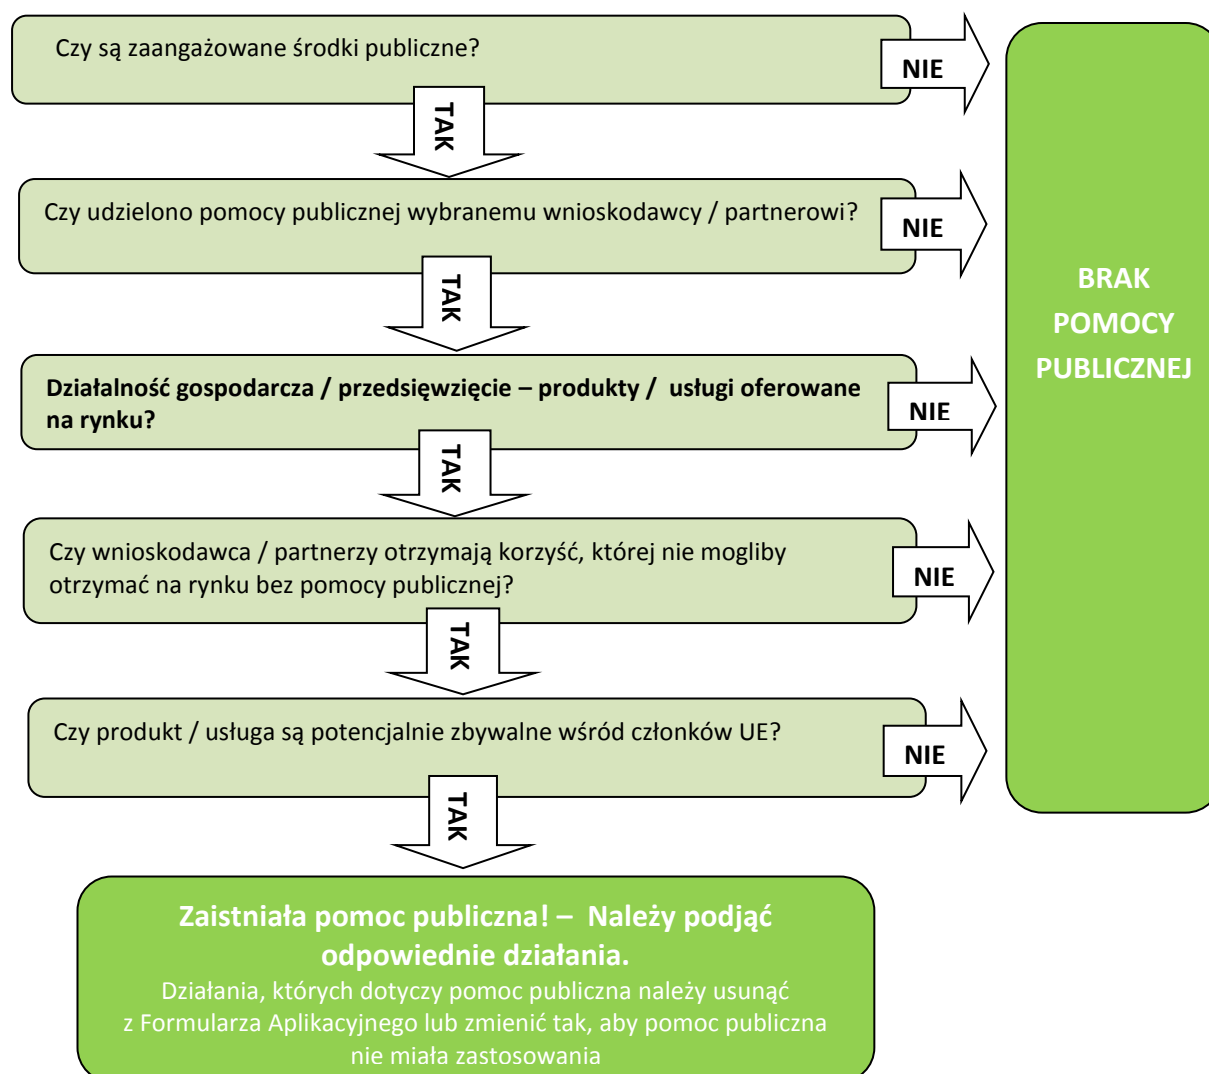 Czy są zaangażowane środki publiczne?
NIE
TAK
Czy udzielono pomocy publicznej wybranemu wnioskodawcy / partnerowi?
NIE
TAK
Działalność gospodarcza / przedsięwzięcie – produkty / usługi oferowane
na rynku?
NIE
TAK
Czy wnioskodawca / partnerzy otrzymają korzyść, której nie mogliby
otrzymać na rynku bez pomocy publicznej?
NIE
TAK
Czy produkt / usługa są potencjalnie zbywalne wśród członków UE?
NIE
TAK
BRAK
POMOCY
PUBLICZNEJ
Zaistniała pomoc publiczna! – Należy podjąć
odpowiednie działania.
Działania, których dotyczy pomoc publiczna należy usunąć
z Formularza Aplikacyjnego lub zmienić tak, aby pomoc publiczna
nie miała zastosowania